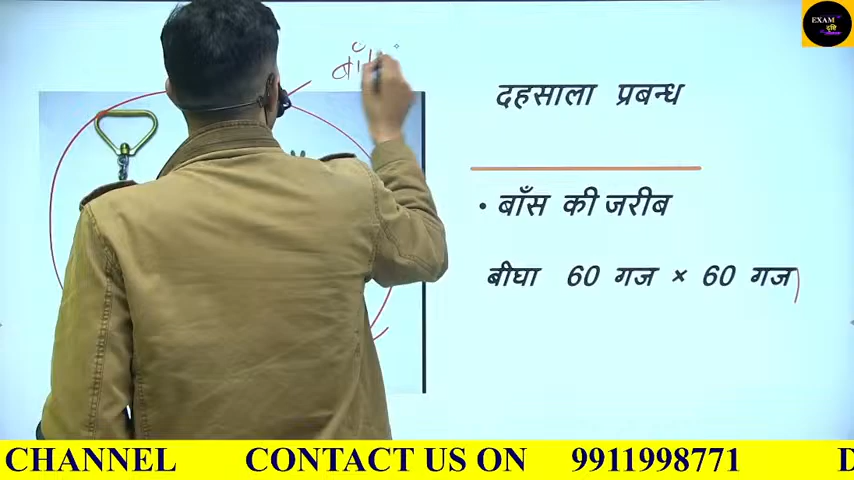 EXAM
दृष्टि
बाँ
दहसाला प्रबन्ध
• बाँस की जरीब
बीघा 60 गज × 60 गज
CHANNEL CONTACT US ON 9911998771 D